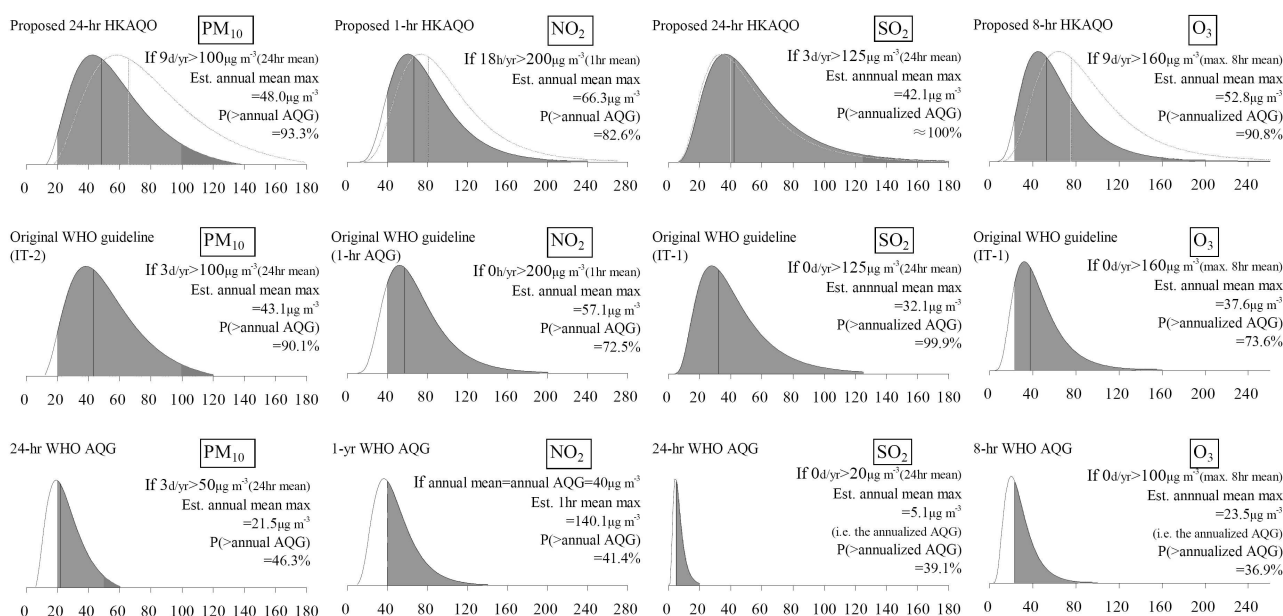 Proposed 24-hr HKAQO
PM10
If 9d/yr>100μg m-3(24hr mean)
Est. annual mean max
=48.0μg m-3
P(>annual AQG)
=93.3%
0 20 40 60 80 100 120 140 160 180
Proposed 1-hr HKAQO
NO2
If 18h/yr>200μg m-3(1hr mean)
Est. annual mean max
=66.3μg m-3
P(>annual AQG)
=82.6%
0 40 80 120 160 200 240 280
Proposed 24-hr HKAQO
SO2
If 3d/yr>125μg m-3(24hr mean)
Est. annnual mean max
=42.1μg m-3
P(>annualized AQG)
≈100%
0 20 40 60 80 100 120 140 160 180
Proposed 8-hr HKAQO
O3
If 9d/yr>160μg m-3(max. 8hr mean)
Est. annual mean max
=52.8μg m-3
P(>annualized AQG)
=90.8%
0 40 80 120 160 200 240
Original WHO guideline
(IT-2)
PM10
If 3d/yr>100μg m-3(24hr mean)
Est. annual mean max
=43.1μg m-3
P(>annual AQG)
=90.1%
0 20 40 60 80 100 120 140 160 180
Original WHO guideline
(1-hr AQG)
NO2
If 0h/yr>200μg m-3(1hr mean)
Est. annual mean max
=57.1μg m-3
P(>annual AQG)
=72.5%
0 40 80 120 160 200 240 280
Original WHO guideline
(IT-1)
SO2
If 0d/yr>125μg m-3(24hr mean)
Est. annual mean max
=32.1μg m-3
P(>annualized AQG)
=99.9%
0 20 40 60 80 100 120 140 160 180
Original WHO guideline
(IT-1)
O3
If 0d/yr>160μg m-3(max. 8hr mean)
Est. annual mean max
=37.6μg m-3
P(>annualized AQG)
=73.6%
0 40 80 120 160 200 240
24-hr WHO AQG
PM10
If 3d/yr>50μg m-3(24hr mean)
Est. annual mean max
=21.5μg m-3
P(>annual AQG)
=46.3%
0 20 40 60 80 100 120 140 160 180
1-yr WHO AQG
NO2
If annual mean=annual AQG=40μg m-3
Est. 1hr mean max
=140.1μg m-3
P(>annual AQG)
=41.4%
0 40 80 120 160 200 240 280
24-hr WHO AQG
SO2
If 0d/yr>20μg m-3(24hr mean)
Est. annual mean max
=5.1μg m-3
(i.e. the annualized AQG)
P(>annualized AQG)
=39.1%
0 20 40 60 80 100 120 140 160 180
8-hr WHO AQG
O3
If 0d/yr>100μg m-3(max. 8hr mean)
Est. annnual mean max
=23.5μg m-3
(i.e. the annualized AQG)
P(>annualized AQG)
=36.9%
0 40 80 120 160 200 240